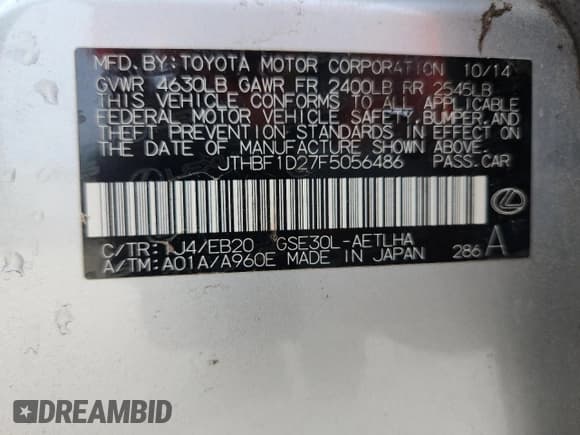 MFD. BY: TOYOTA MOTOR CORPORATION 10/14
GVWR 4630LB GAWR FR 2400LB RR 2545LB
THIS VEHICLE CONFORMS TO ALL APPLICABLE
FEDERAL MOTOR VEHICLE SAFETY, BUMPER, AND
THEFT PREVENTION STANDARDS IN EFFECT ON
THE DATE OF MANUFACTURE SHOWN ABOVE.
JTHBF1D27F5056486 PASS. CAR
C/TR: 1J4/EB20 GSE30L-AETLHA
A/TM: A01A/A960E MADE IN JAPAN 286 A
DREAMBID